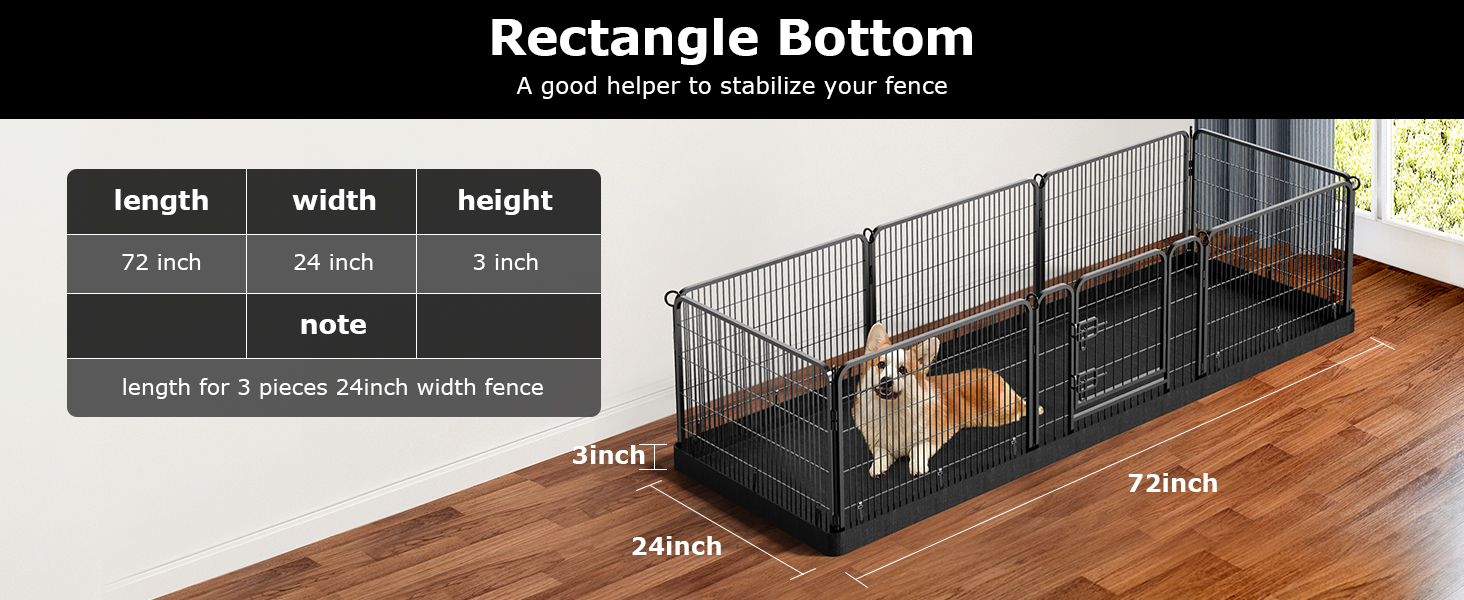 Rectangle Bottom
A good helper to stabilize your fence
length width height
72 inch 24 inch 3 inch
note
length for 3 pieces 24inch width fence
3inch
72inch
24inch